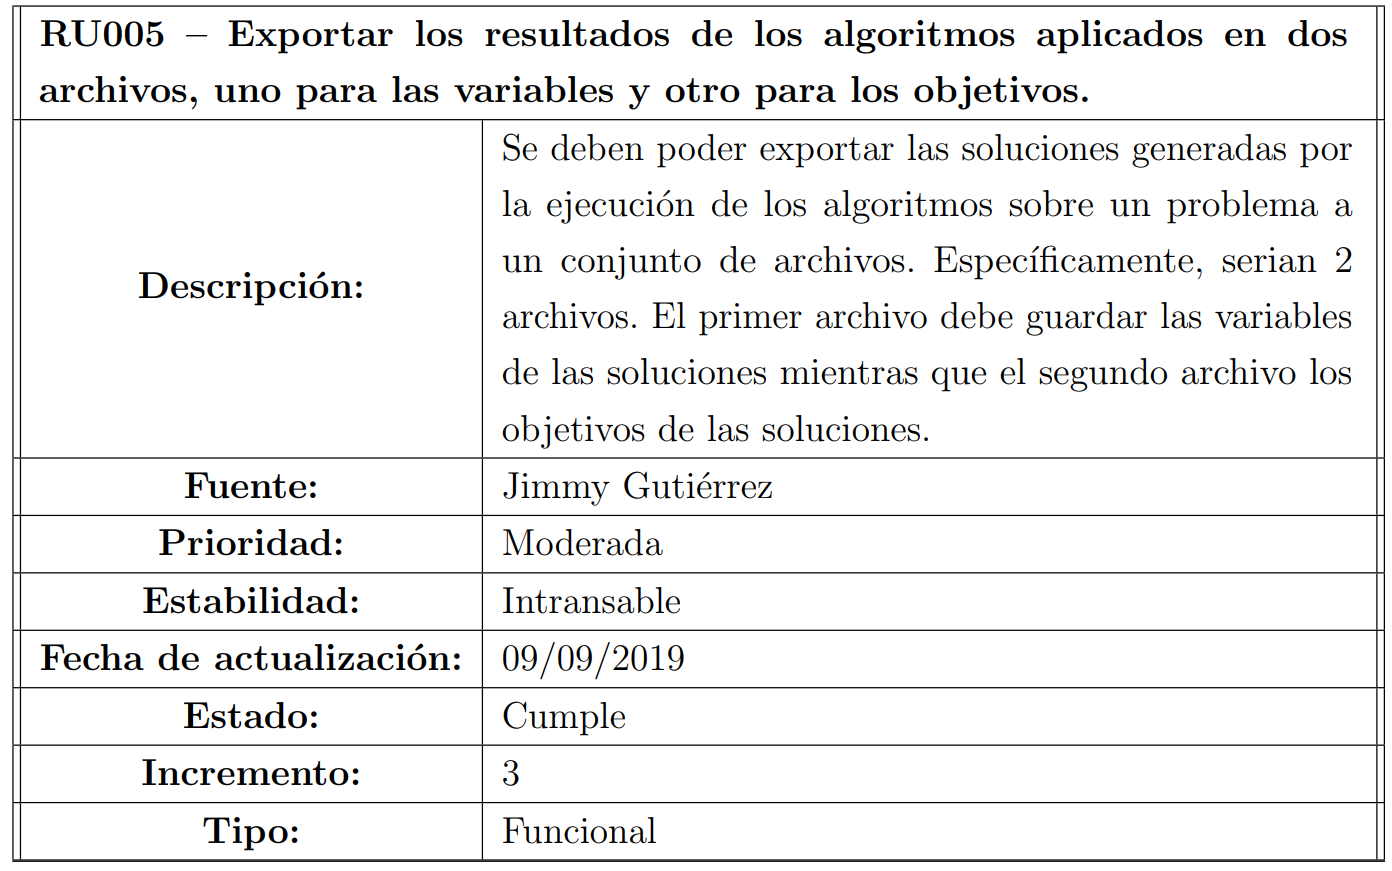 RU005 – Exportar los resultados de los algoritmos aplicados en dos
archivos, uno para las variables y otro para los objetivos.
Descripción:
Se deben poder exportar las soluciones generadas por
la ejecución de los algoritmos sobre un problema a
un conjunto de archivos. Específicamente, serian 2
archivos. El primer archivo debe guardar las variables
de las soluciones mientras que el segundo archivo los
objetivos de las soluciones.
Fuente: Jimmy Gutiérrez
Prioridad: Moderada
Estabilidad: Intransable
Fecha de actualización: 09/09/2019
Estado: Cumple
Incremento: 3
Tipo: Funcional